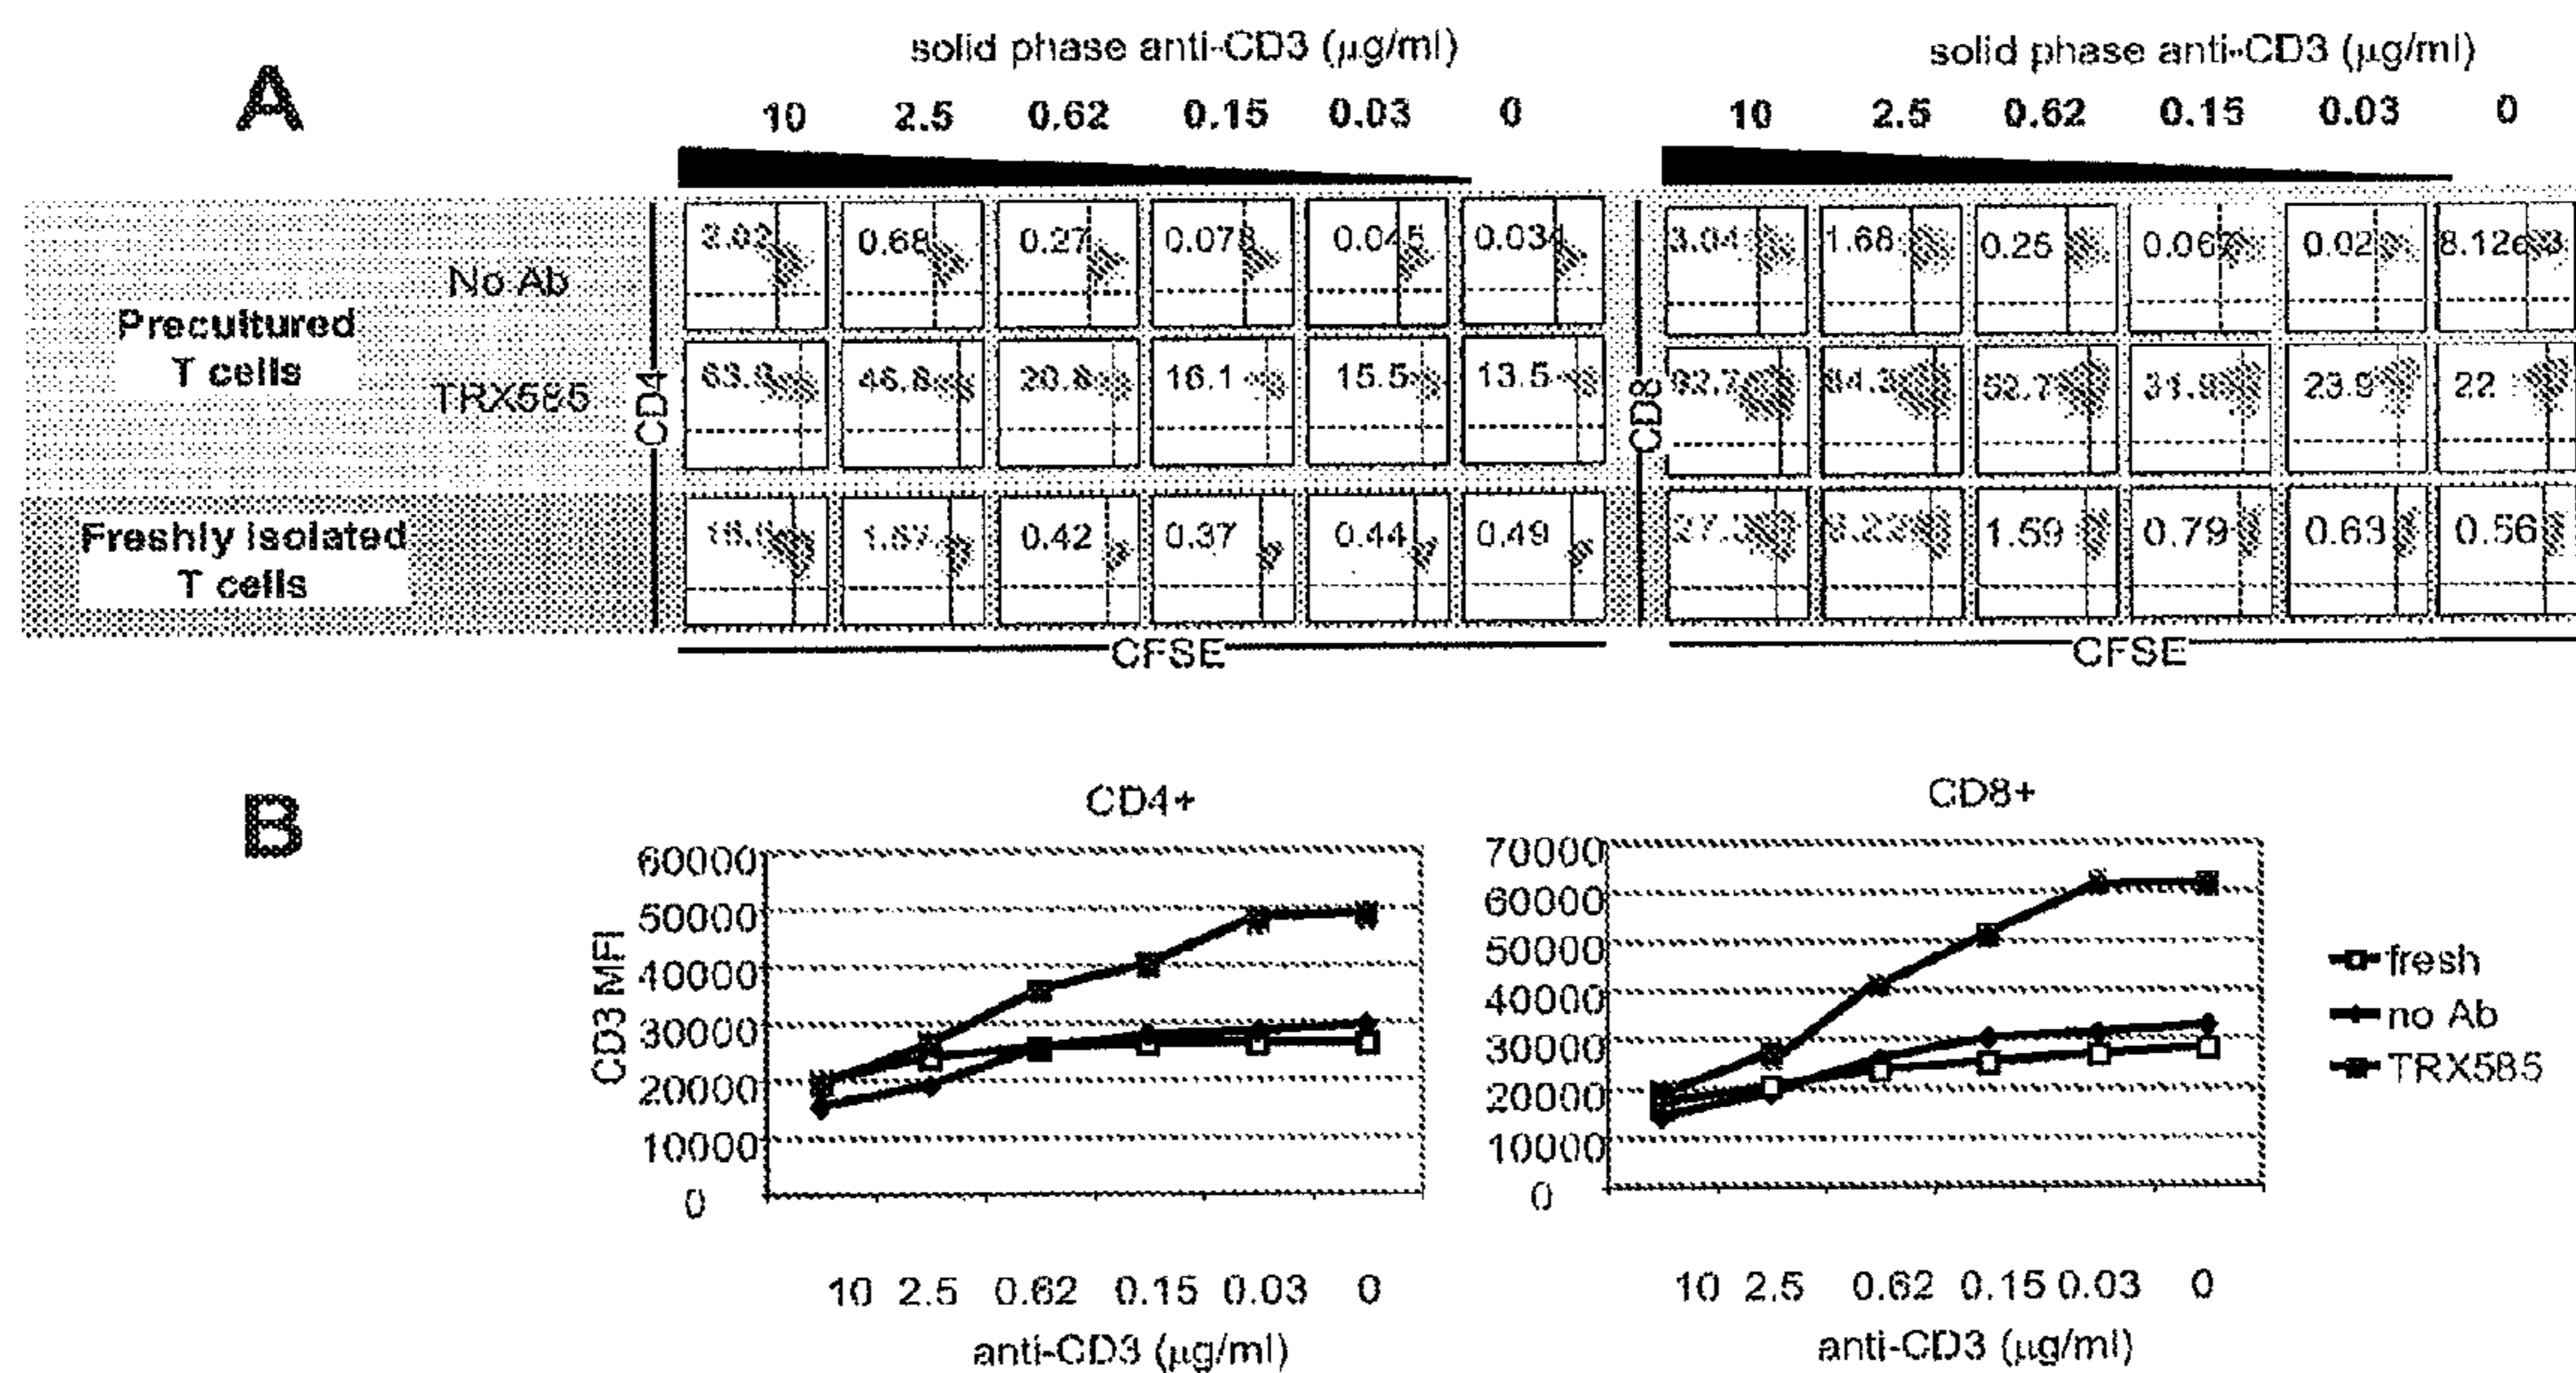 A
solid phase anti-CD3 (µg/ml)
10 2.5 0.62 0.15 0.03 0
solid phase anti-CD3 (µg/ml)
10 2.5 0.62 0.15 0.03 0
Precultured
T cells
No Ab
0.68 0.27 0.045
3.04 1.68 0.25 0.02
TRX585
46.8 20.8 16.1 15.5 13.5
23.9 22
Freshly isolated
T cells
0.42 0.37 0.44 0.49
1.59 0.79 0.63 0.56
CD4
CD8
CFSE
CFSE
B
CD4+
60000
50000
40000
30000
20000
10000
0
CD3 MFI
10 2.5 0.62 0.15 0.03 0
anti-CD3 (µg/ml)
CD8+
70000
60000
50000
40000
30000
20000
10000
0
10 2.5 0.62 0.15 0.03 0
anti-CD3 (µg/ml)
fresh
no Ab
TRX585